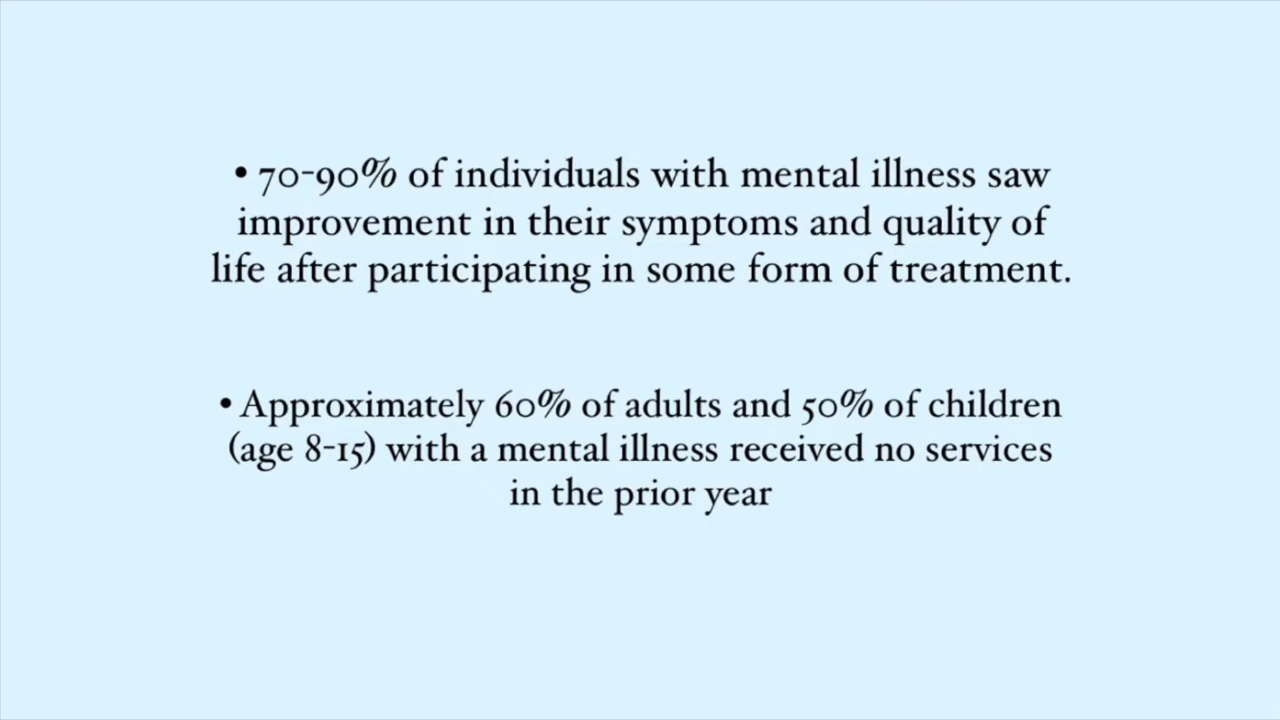 • 70-90% of individuals with mental illness saw
improvement in their symptoms and quality of
life after participating in some form of treatment.
• Approximately 60% of adults and 50% of children
(age 8-15) with a mental illness received no services
in the prior year